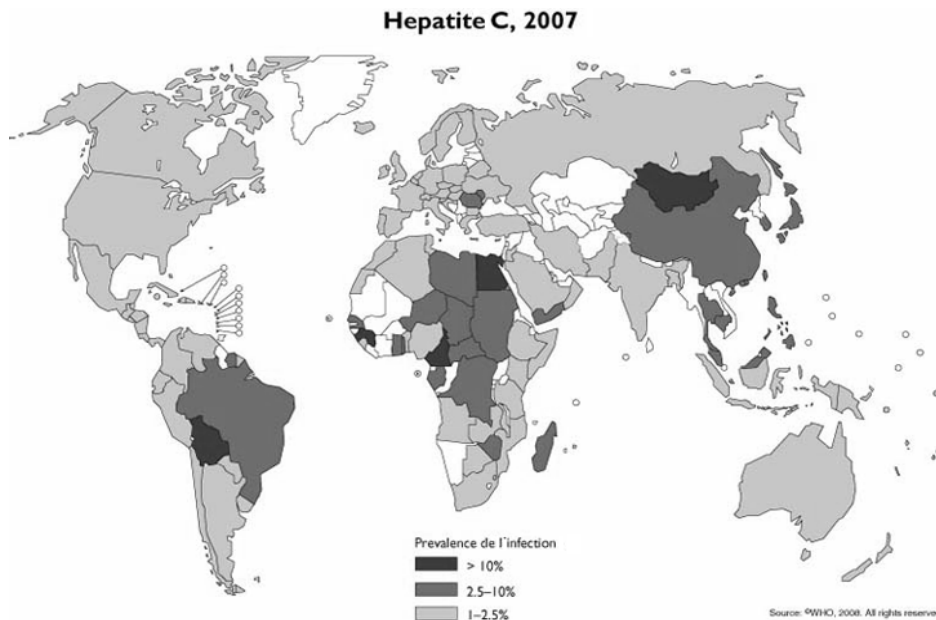 Hepatite C, 2007
Prevalence de l'infection
> 10%
2.5–10%
1–2.5%
Source: ©WHO, 2008. All rights reserve